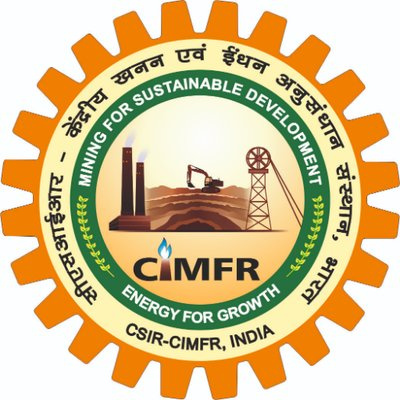 सीएसआईआर - केंद्रीय खनन एवं ईंधन अनुसंधान संस्थान, भारत
MINING FOR SUSTAINABLE DEVELOPMENT
CIMFR
ENERGY FOR GROWTH
CSIR-CIMFR, INDIA